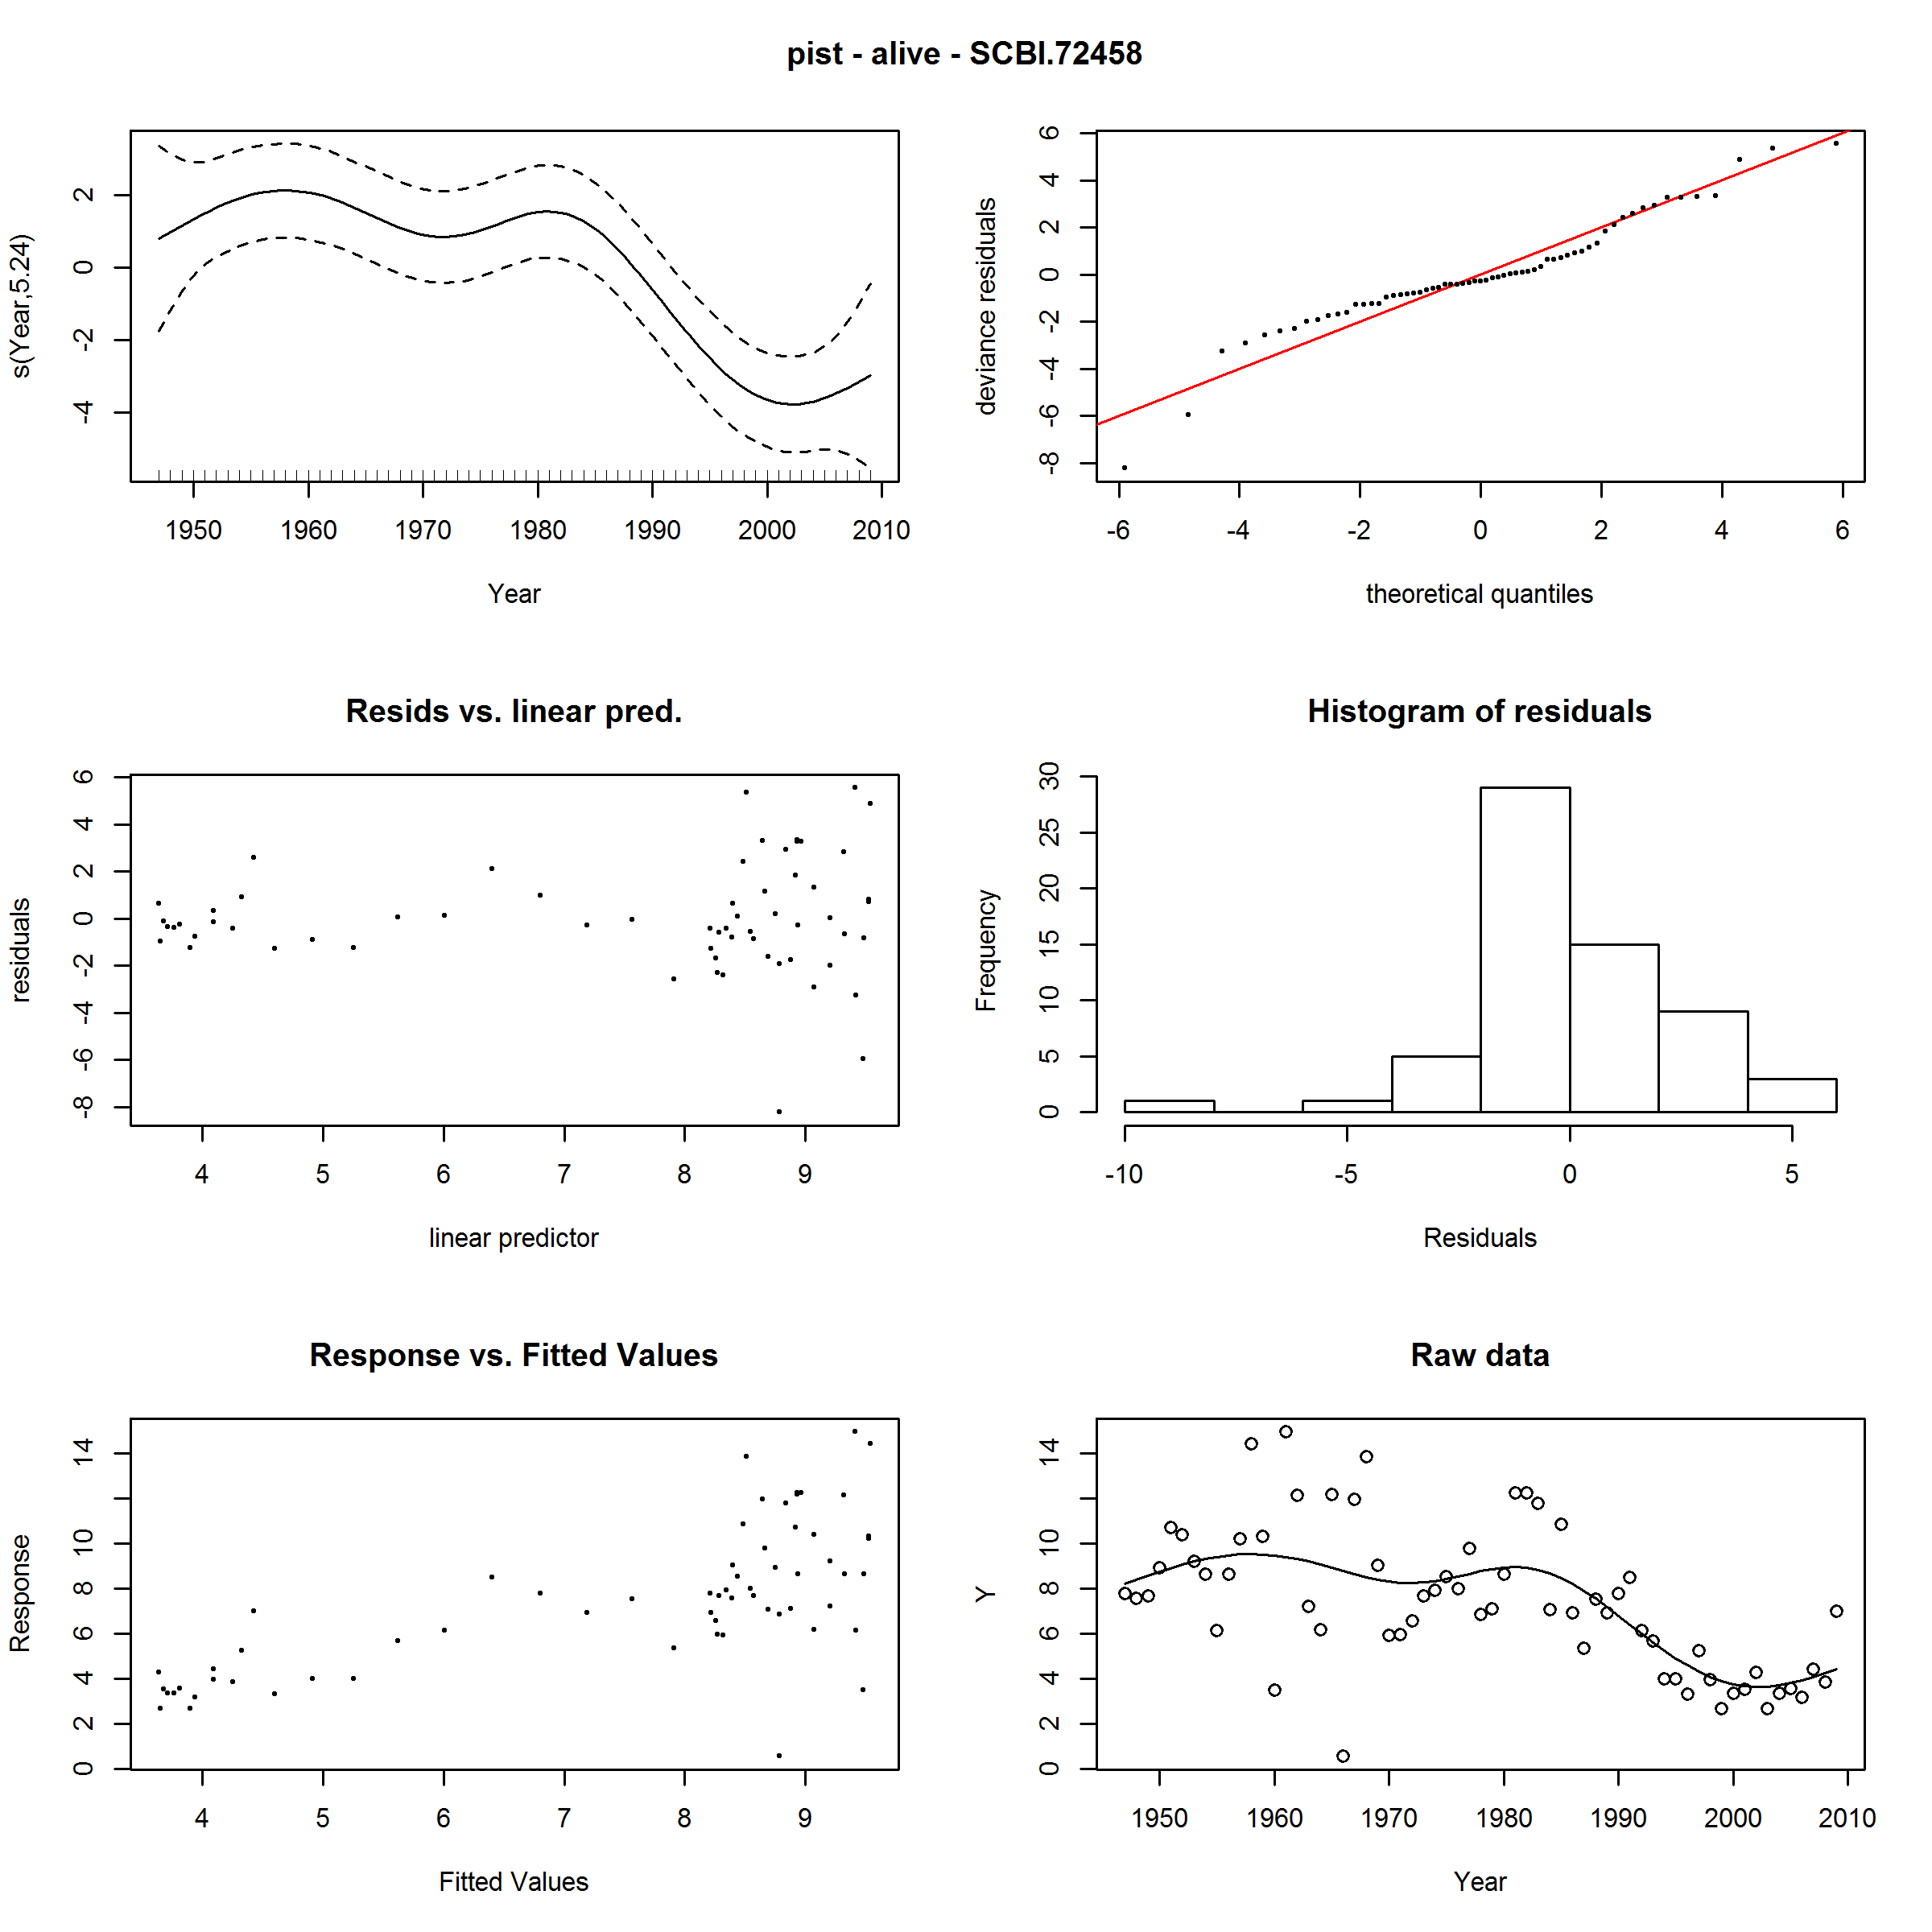 pist - alive - SCBI.72458
s(Year,5.24)
2
0
-2
-4
1950 1960 1970 1980 1990 2000 2010
Year
deviance residuals
6
4
2
0
-2
-4
-6
-8
-6 -4 -2 0 2 4 6
theoretical quantiles
Resids vs. linear pred.
residuals
6
4
2
0
-2
-4
-6
-8
4 5 6 7 8 9
linear predictor
Histogram of residuals
Frequency
30
25
20
15
10
5
0
-10 -5 0 5
Residuals
Response vs. Fitted Values
Response
14
10
8
6
4
2
0
4 5 6 7 8 9
Fitted Values
Raw data
Y
14
10
8
6
4
2
0
1950 1960 1970 1980 1990 2000 2010
Year